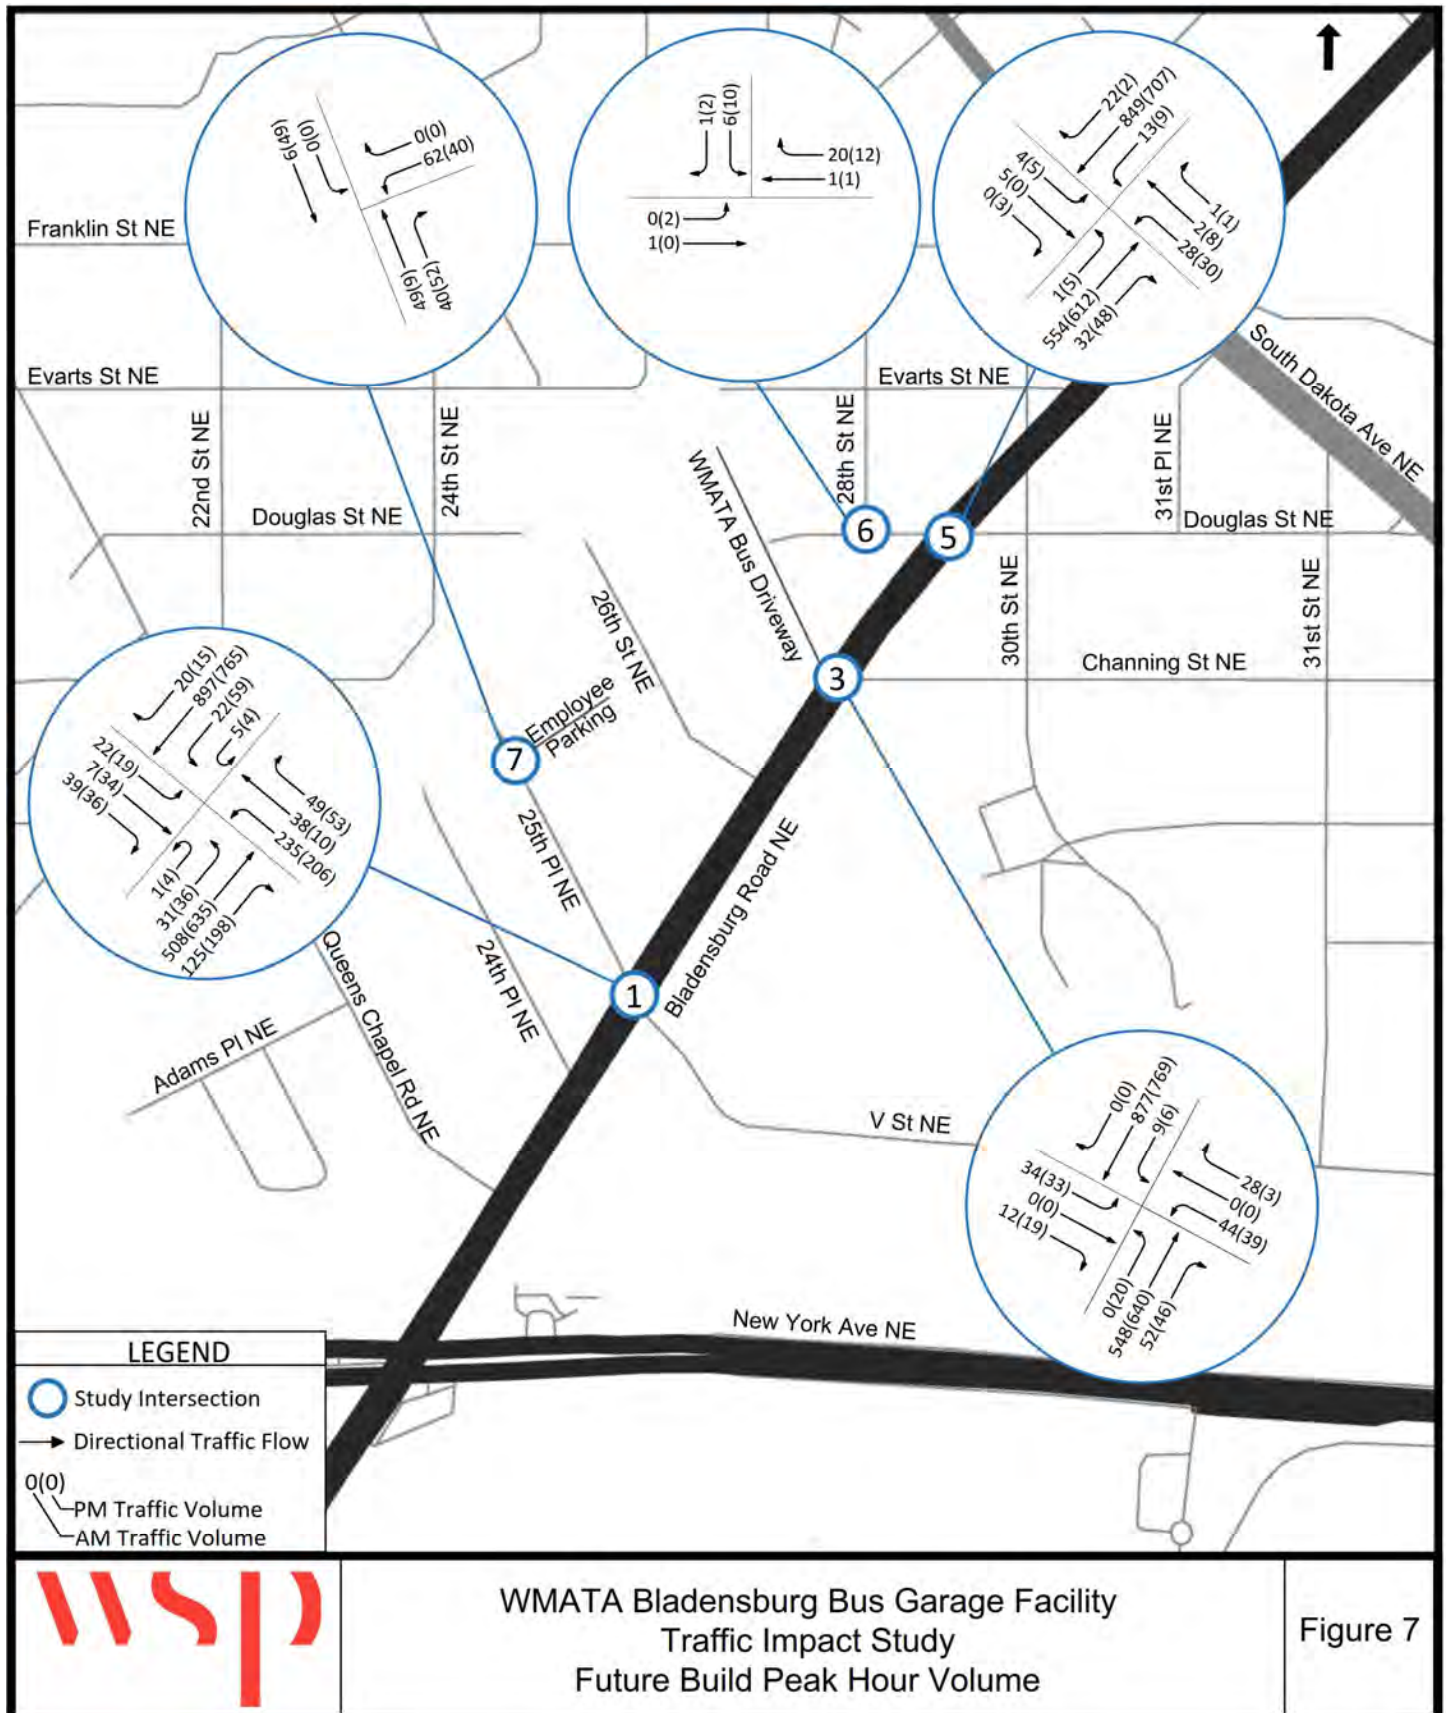 0(0)
6(49)
0(0)
62(40)
49(9)
40(52)
1(2)
6(10)
20(12)
1(1)
0(2)
1(0)
22(2)
849(707)
13(9)
4(5)
5(0)
0(3)
1(1)
2(8)
28(30)
1(5)
554(612)
32(48)
Franklin St NE
Evarts St NE
Evarts St NE
South Dakota Ave NE
22nd St NE
24th St NE
28th St NE
31st Pl NE
WMATA Bus Driveway
Douglas St NE
6
5
Douglas St NE
26th St NE
30th St NE
31st St NE
Channing St NE
3
Employee
Parking
7
20(15)
897(765)
22(59)
5(4)
22(19)
7(34)
39(36)
49(53)
38(10)
235(206)
1(4)
31(36)
508(635)
125(198)
25th Pl NE
Bladensburg Road NE
24th Pl NE
Queens Chapel Rd NE
1
Adams Pl NE
V St NE
0(0)
877(769)
9(6)
34(33)
0(0)
12(19)
28(3)
0(0)
44(39)
0(20)
548(640)
52(46)
New York Ave NE
LEGEND
Study Intersection
Directional Traffic Flow
0(0)
PM Traffic Volume
AM Traffic Volume
wsp
WMATA Bladensburg Bus Garage Facility
Traffic Impact Study
Future Build Peak Hour Volume
Figure 7